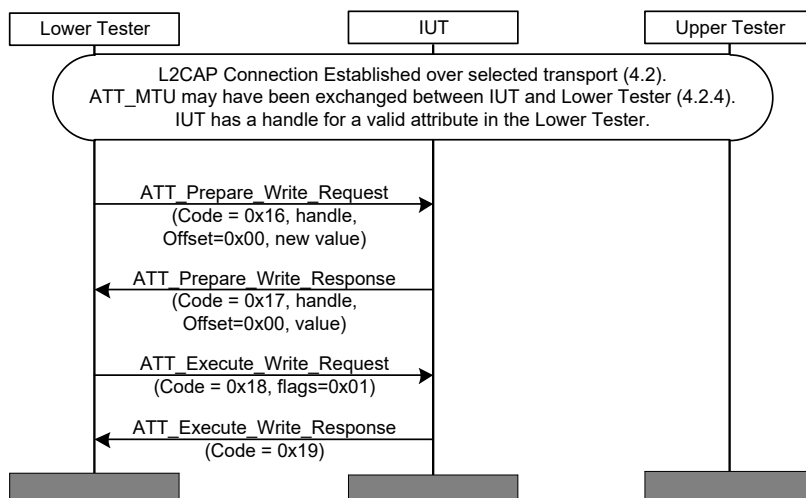 Lower Tester
IUT
Upper Tester
L2CAP Connection Established over selected transport (4.2).
ATT_MTU may have been exchanged between IUT and Lower Tester (4.2.4).
IUT has a handle for a valid attribute in the Lower Tester.
ATT_Prepare_Write_Request
(Code = 0x16, handle,
Offset=0x00, new value)
ATT_Prepare_Write_Response
(Code = 0x17, handle,
Offset=0x00, value)
ATT_Execute_Write_Request
(Code = 0x18, flags=0x01)
ATT_Execute_Write_Response
(Code = 0x19)